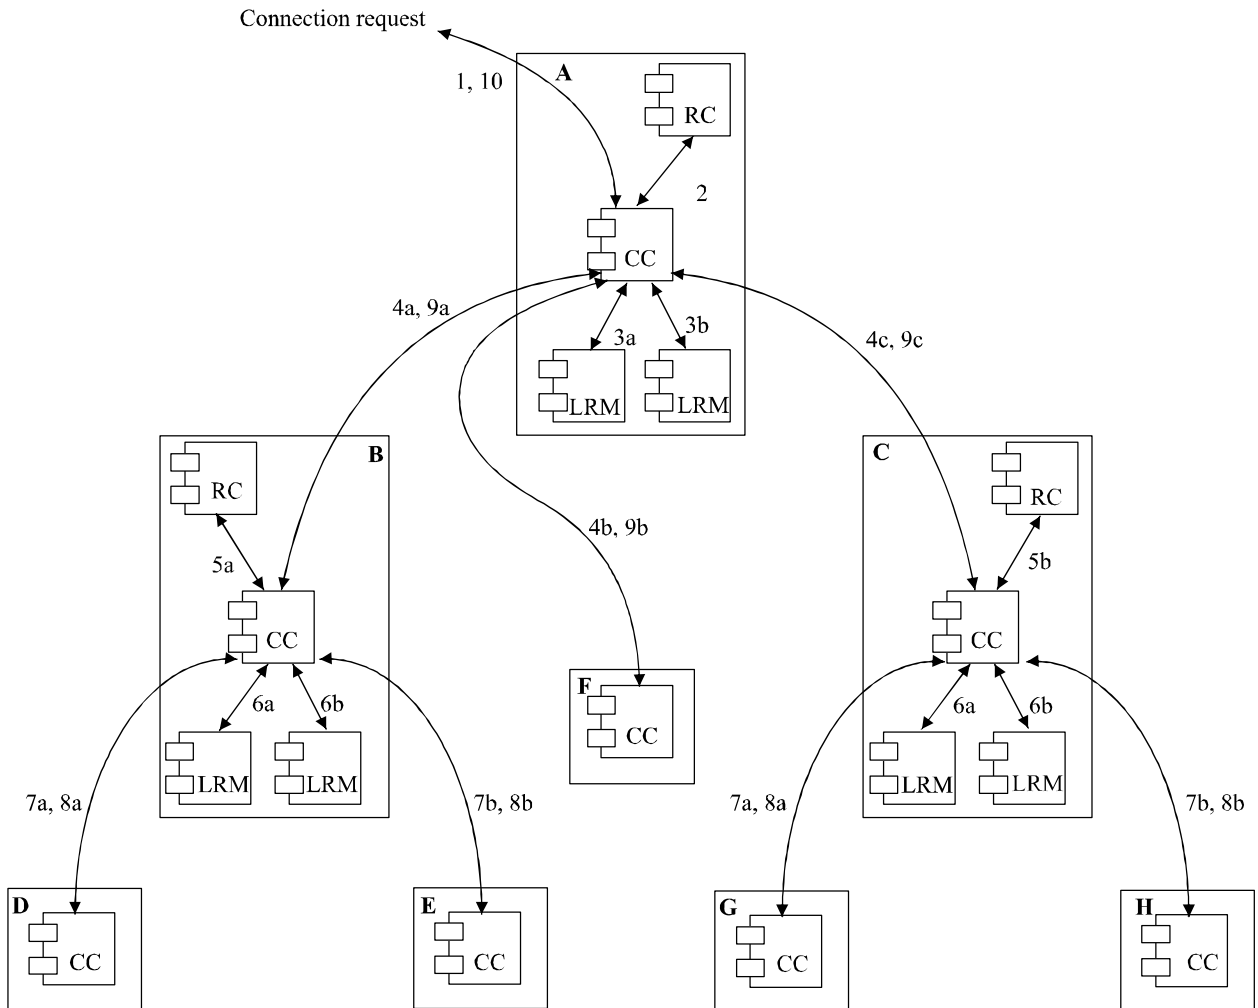 Connection request
1, 10
A
RC
2
CC
4a, 9a
3a
3b
4c, 9c
LRM
LRM
B
RC
5a
CC
6a
6b
LRM
LRM
4b, 9b
F
CC
C
RC
5b
CC
6a
6b
LRM
LRM
7a, 8a
7b, 8b
7a, 8a
7b, 8b
D
CC
E
CC
G
CC
H
CC